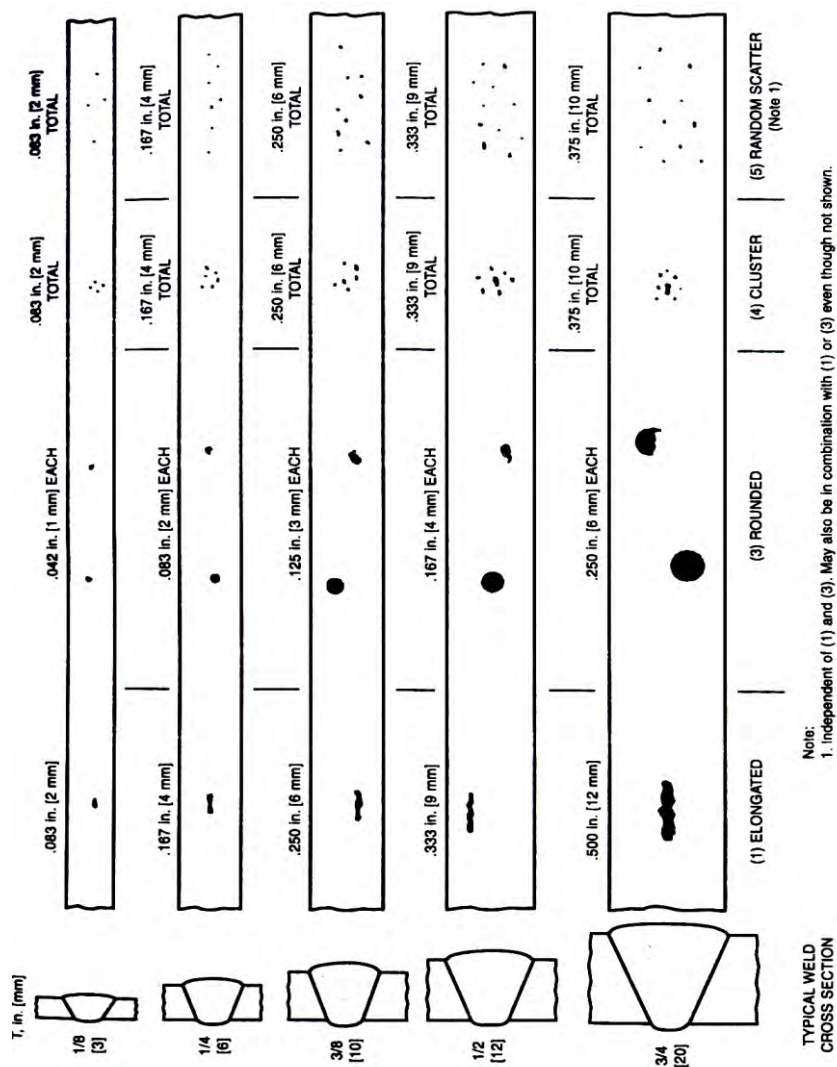 T, in. [mm]
.083 in. [2 mm]
.042 in. [1 mm] EACH
.083 in. [2 mm]
TOTAL
.083 in. [2 mm]
TOTAL
1/8
[3]
.167 in. [4 mm]
.083 in. [2 mm] EACH
.167 in. [4 mm]
TOTAL
.167 in. [4 mm]
TOTAL
1/4
[6]
.250 in. [6 mm]
.125 in. [3 mm] EACH
.250 in. [6 mm]
TOTAL
.250 in. [6 mm]
TOTAL
3/8
[10]
.333 in. [9 mm]
.167 in. [4 mm] EACH
.333 in. [9 mm]
TOTAL
.333 in. [9 mm]
TOTAL
1/2
[12]
.500 in. [12 mm]
.250 in. [6 mm] EACH
.375 in. [10 mm]
TOTAL
.375 in. [10 mm]
TOTAL
3/4
[20]
TYPICAL WELD
CROSS SECTION
(1) ELONGATED
(3) ROUNDED
(4) CLUSTER
(5) RANDOM SCATTER
(Note 1)
Note:
1. Independent of (1) and (3). May also be in combination with (1) or (3) even though not shown.